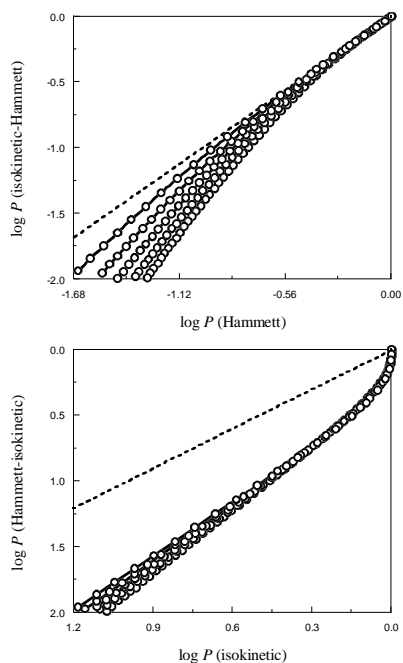 0.0
-0.5
-1.0
-1.5
-2.0
log P (isokinetic-Hammett)
-1.68 -1.12 -0.56 0.00
log P (Hammett)
0.0
0.5
1.0
1.5
2.0
log P (Hammett-isokinetic)
1.2 0.9 0.6 0.3 0.0
log P (isokinetic)